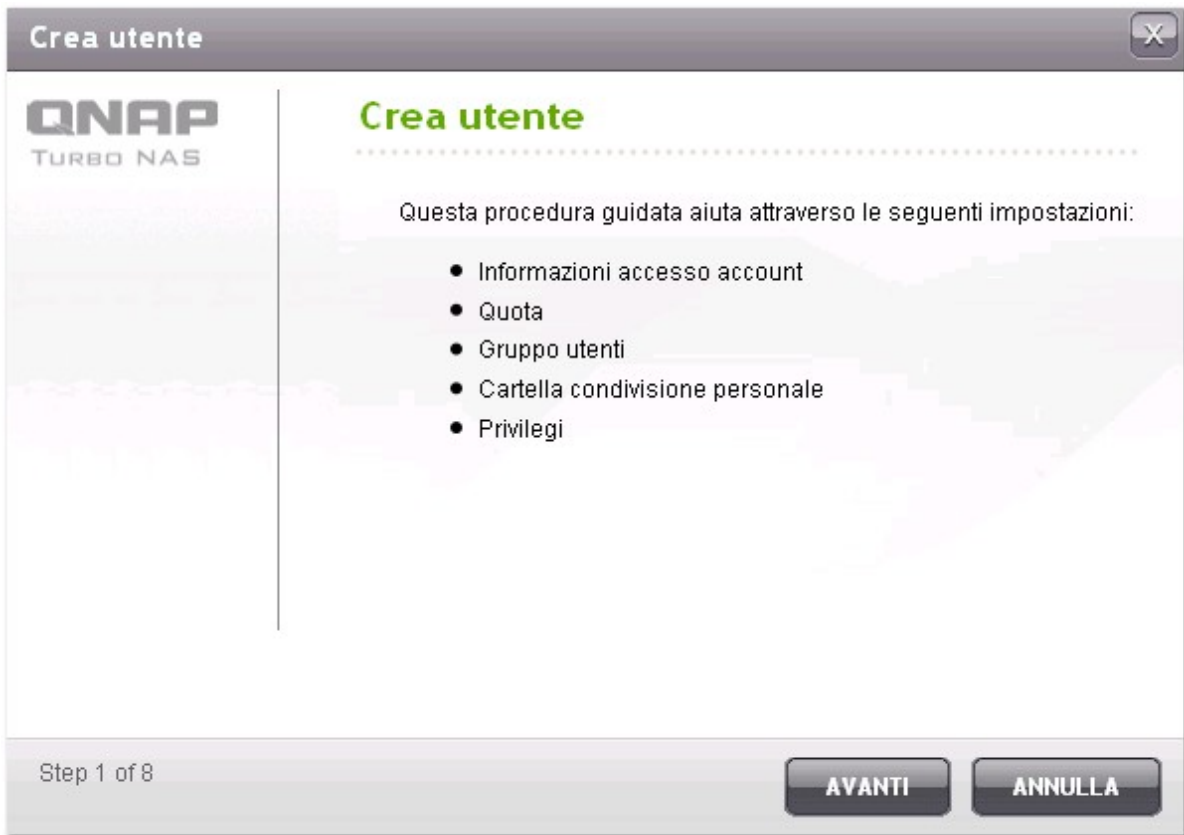 Crea utente
X
QNAP
TURBO NAS
Crea utente
Questa procedura guidata aiuta attraverso le seguenti impostazioni:
• Informazioni accesso account
• Quota
• Gruppo utenti
• Cartella condivisione personale
• Privilegi
Step 1 of 8
AVANTI
ANNULLA